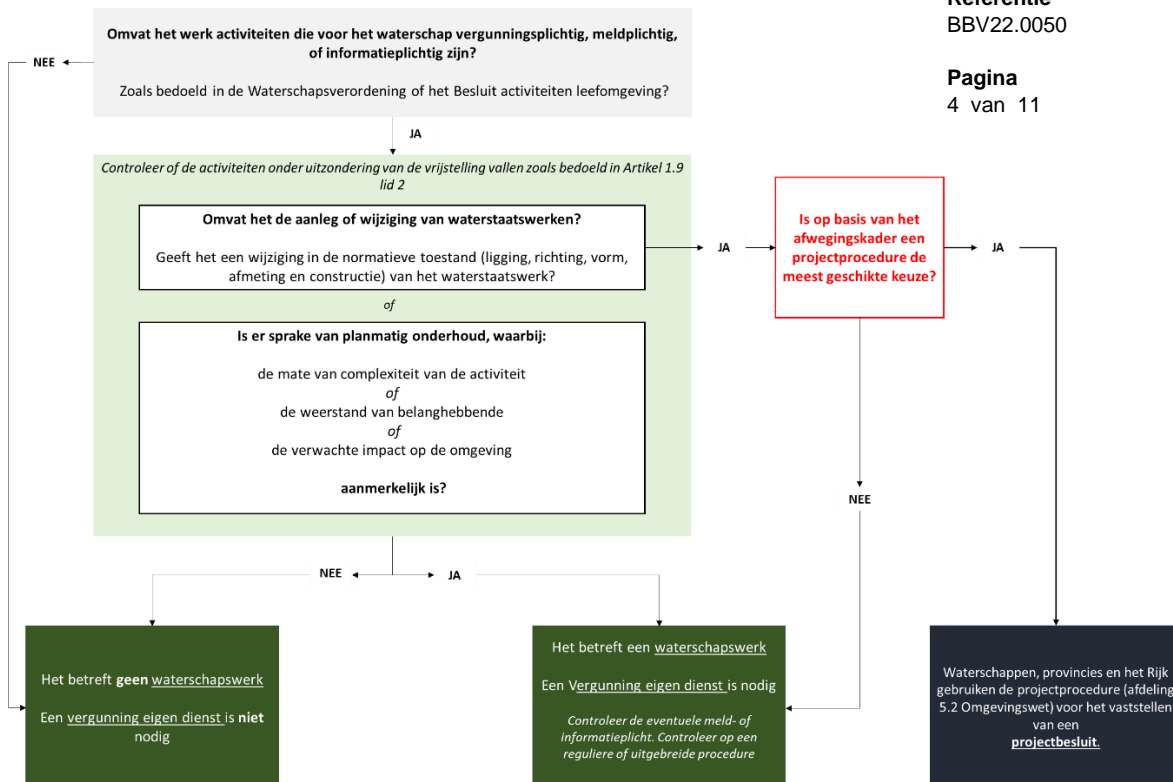 Referentie
BBV22.0050
Pagina
4 van 11
Omvat het werk activiteiten die voor het waterschap vergunningsplichtig, meldplichtig,
of informatieplichtig zijn?
Zoals bedoeld in de Waterschapsverordening of het Besluit activiteiten leefomgeving?
NEE
JA
Controleer of de activiteiten onder uitzondering van de vrijstelling vallen zoals bedoeld in Artikel 1.9
lid 2
Omvat het de aanleg of wijziging van waterstaatswerken?
Geeft het een wijziging in de normatieve toestand (ligging, richting, vorm,
afmeting en constructie) van het waterstaatswerk?
of
Is er sprake van planmatig onderhoud, waarbij:
de mate van complexiteit van de activiteit
of
de weerstand van belanghebbende
of
de verwachte impact op de omgeving
aanmerkelijk is?
JA
Is op basis van het
afwegingskader een
projectprocedure de
meest geschikte keuze?
JA
NEE
NEE
JA
Het betreft geen waterschapswerk
Een vergunning eigen dienst is niet
nodig
Het betreft een waterschapswerk
Een Vergunning eigen dienst is nodig
Controleer de eventuele meld- of
informatieplicht. Controleer op een
reguliere of uitgebreide procedure
Waterschappen, provincies en het Rijk
gebruiken de projectprocedure (afdeling
5.2 Omgevingswet) voor het vaststellen
van een
projectbesluit.